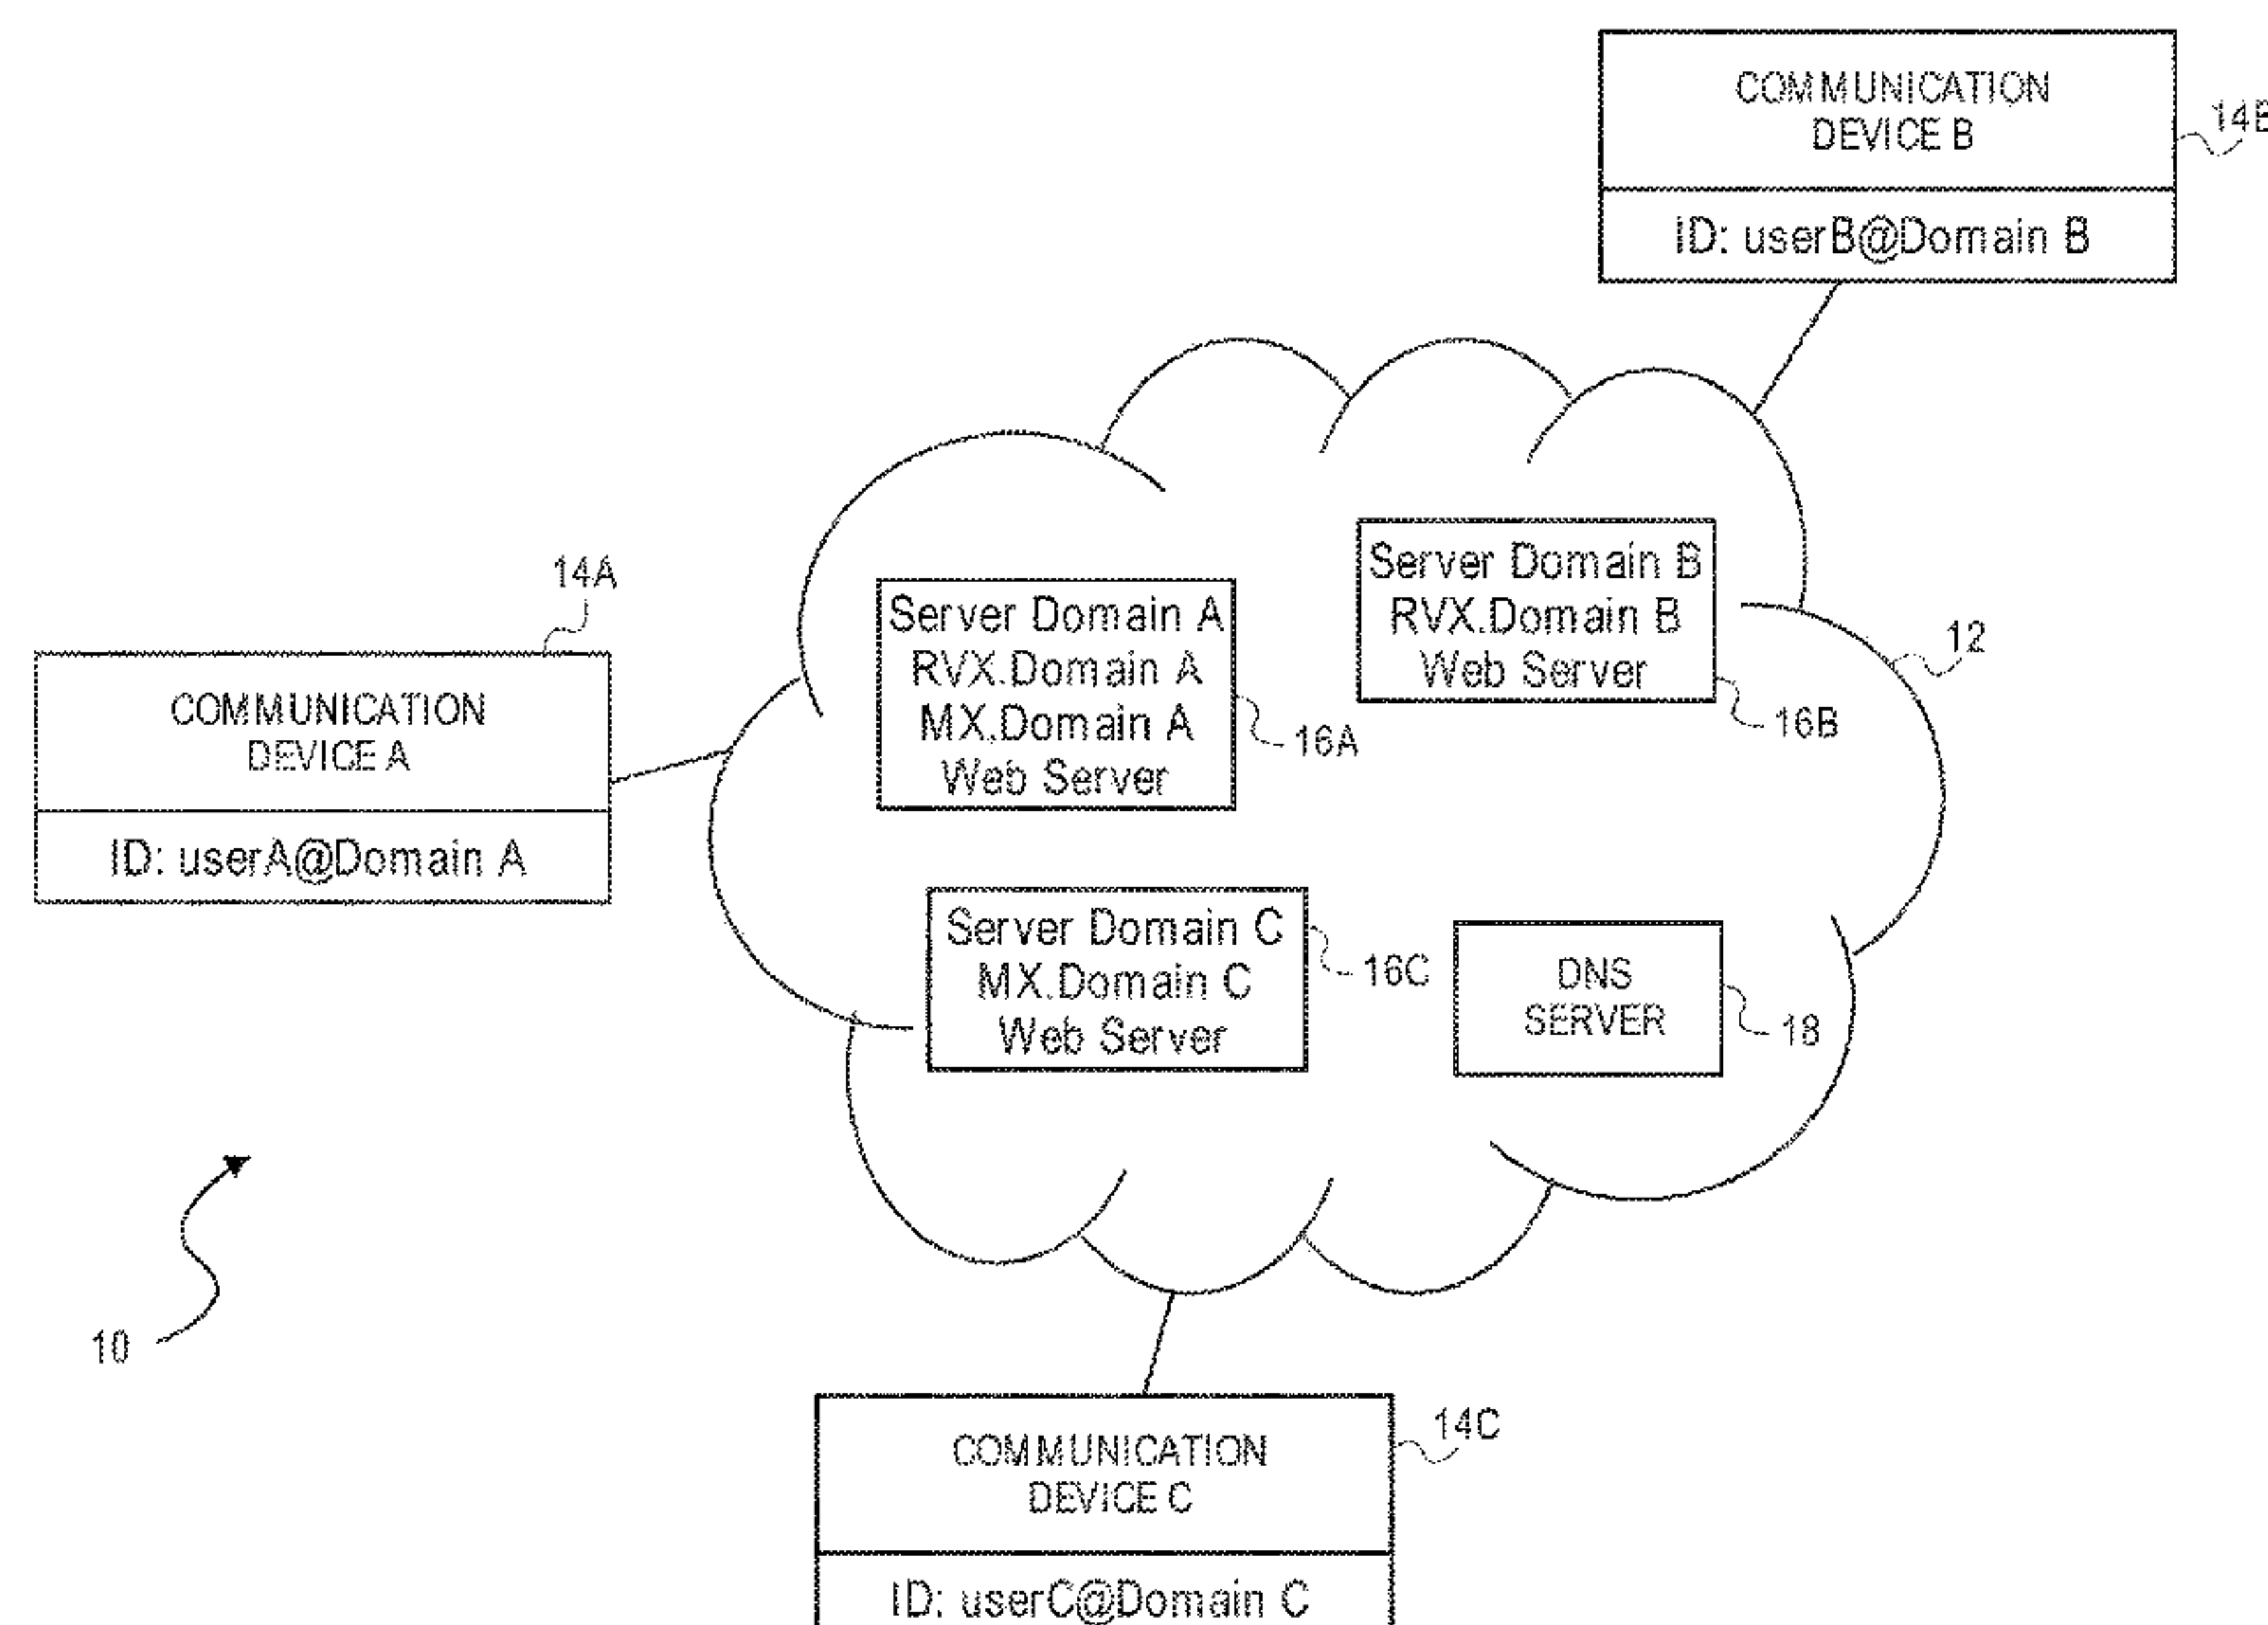 COMMUNICATION
DEVICE B
14B
ID: userB@Domain B
14A
COMMUNICATION
DEVICE A
ID: userA@Domain A
Server Domain A
RVX.Domain A
MX.Domain A
Web Server
16A
Server Domain B
RVX.Domain B
Web Server
16B
12
Server Domain C
MX.Domain C
Web Server
16C
DNS
SERVER
18
10
COMMUNICATION
DEVICE C
14C
ID: userC@Domain C